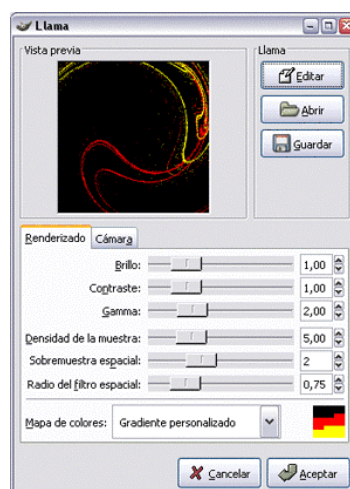 Llama
Vista previa
Llama
Editar
Abrir
Guardar
Renderizado Cámara
Brillo: 1,00
Contraste: 1,00
Gamma: 2,00
Densidad de la muestra: 5,00
Sobremuestra espacial: 2
Radio del filtro espacial: 0,75
Mapa de colores: Gradiente personalizado
Cancelar Aceptar